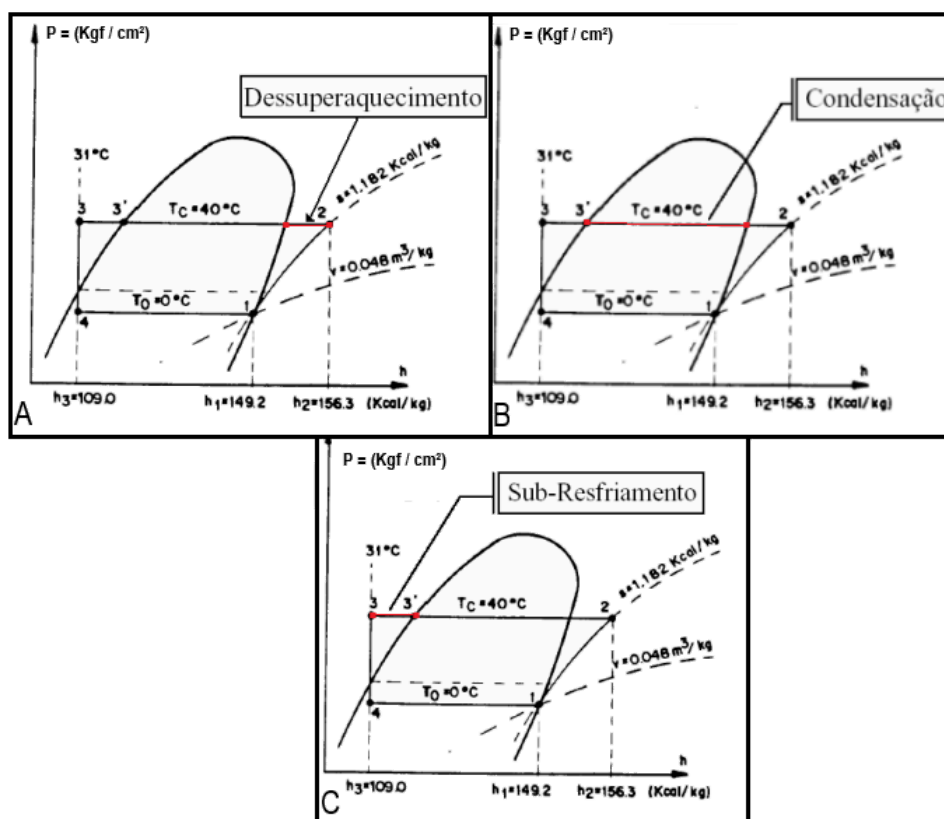 P = (Kgf / cm²)
Dessuperaquecimento
31°C
3
3'
Tc=40°C
2
s=1,182 Kcal/kg
v=0.048 m³/kg
To=0°C
1
4
h
h3=109.0
h1=149.2
h2=156.3 (Kcal/kg)
A
P = (Kgf / cm²)
Condensação
31°C
3
3'
Tc=40°C
2
s=1,182 Kcal/kg
v=0.048 m³/kg
To=0°C
1
4
h
h3=109.0
h1=149.2
h2=156.3 (Kcal/kg)
B
P = (Kgf / cm²)
Sub-Resfriamento
31°C
3
3'
Tc=40°C
2
s=1,182 Kcal/kg
v=0.048 m³/kg
To=0°C
1
4
h
h3=109.0
h1=149.2
h2=156.3 (Kcal/kg)
C